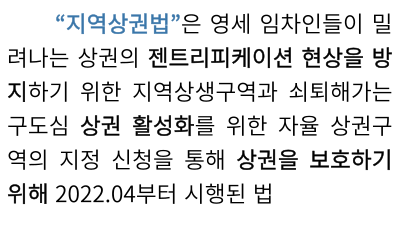 “지역상권법”은 영세 임차인들이 밀
려나는 상권의 젠트리피케이션 현상을 방
지하기 위한 지역상생구역과 쇠퇴해가는
구도심 상권 활성화를 위한 자율 상권구
역의 지정 신청을 통해 상권을 보호하기
위해 2022.04부터 시행된 법